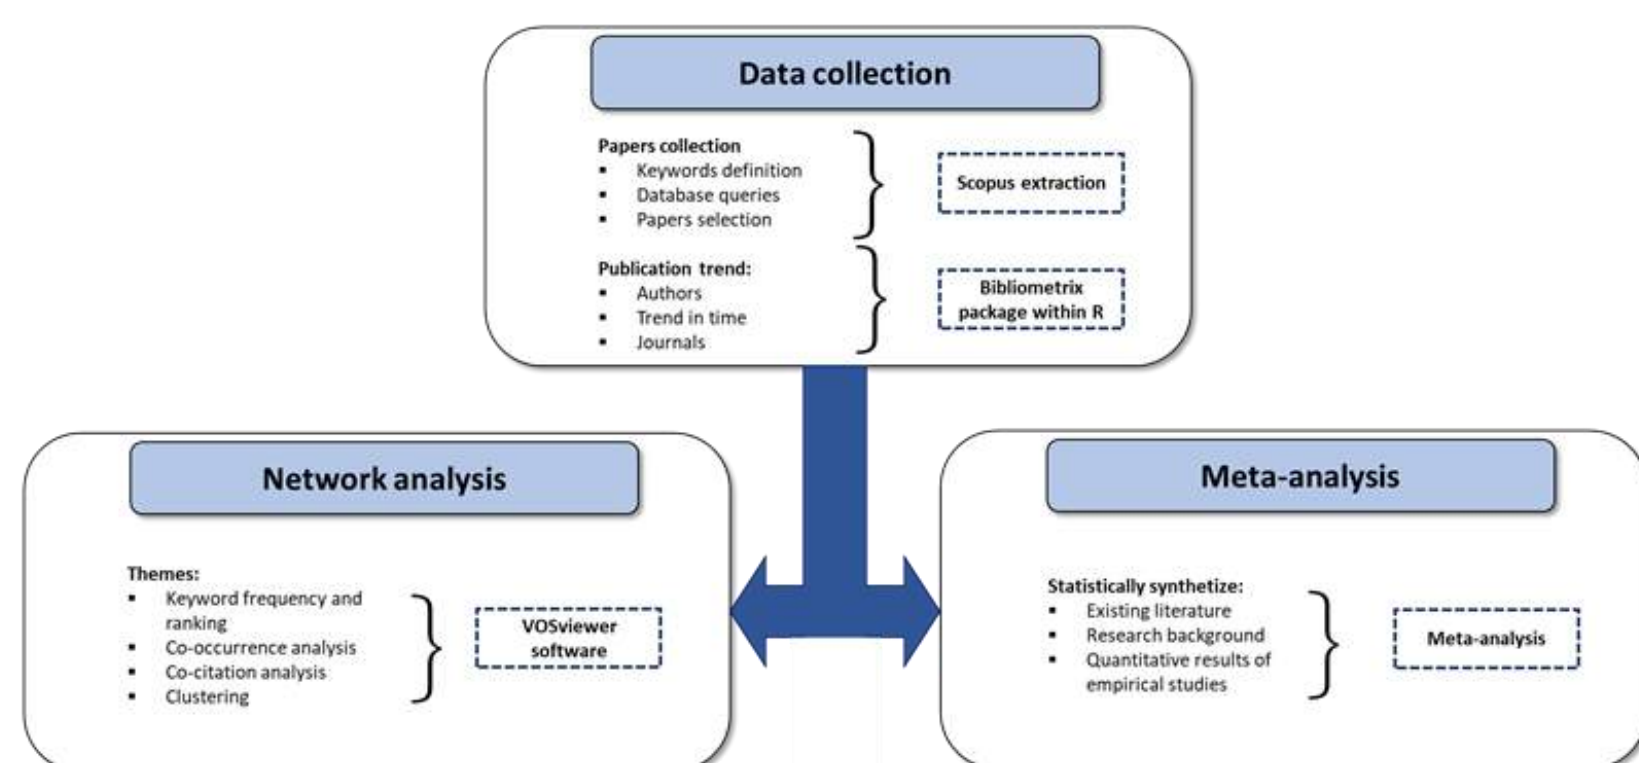 Data collection
Papers collection
▪ Keywords definition
▪ Database queries
▪ Papers selection
Scopus extraction
Publication trend:
▪ Authors
▪ Trend in time
▪ Journals
Bibliometrix
package within R
Network analysis
Themes:
▪ Keyword frequency and
ranking
▪ Co-occurrence analysis
▪ Co-citation analysis
▪ Clustering
VOSviewer
software
Meta-analysis
Statistically synthetize:
▪ Existing literature
▪ Research background
▪ Quantitative results of
empirical studies
Meta-analysis